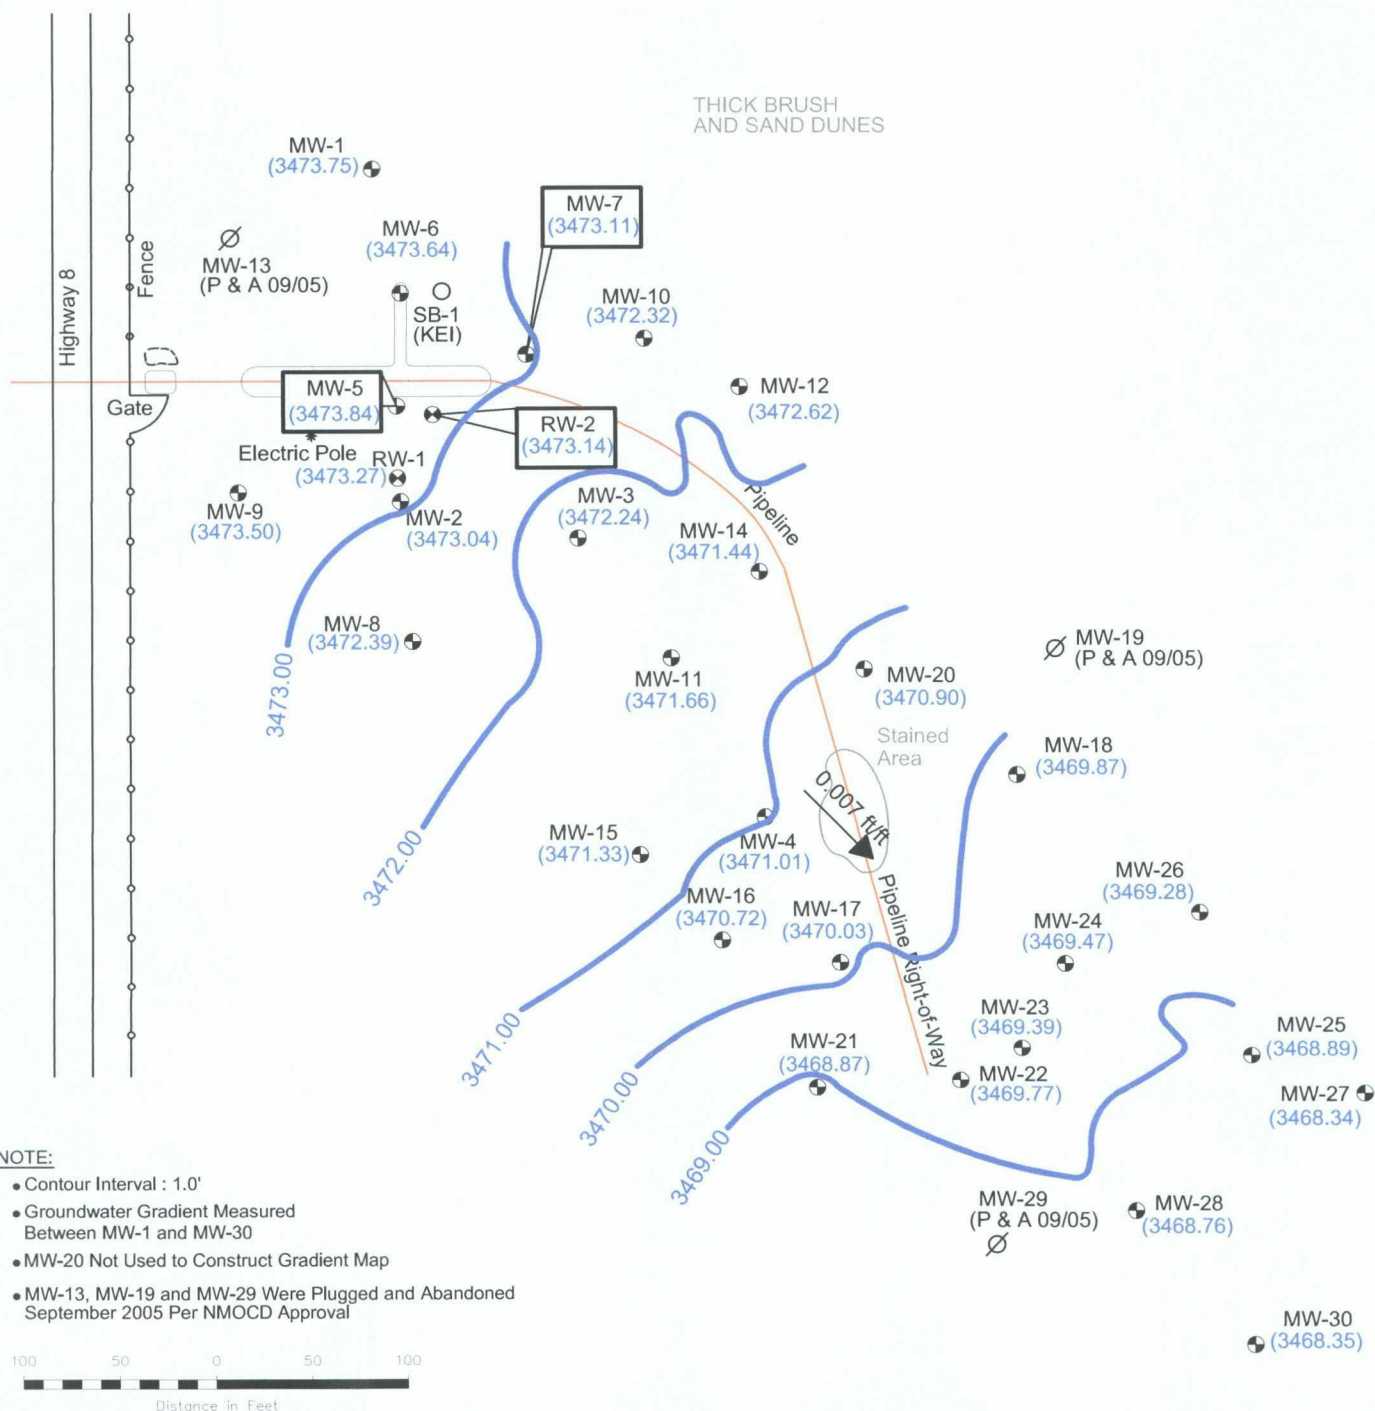 THICK BRUSH
AND SAND DUNES
MW-1
(3473.75)
MW-7
(3473.11)
MW-6
(3473.64)
MW-13
(P & A 09/05)
Fence
Highway 8
SB-1
(KEI)
MW-10
(3472.32)
MW-12
(3472.62)
MW-5
(3473.84)
Gate
RW-2
(3473.14)
Electric Pole
RW-1
(3473.27)
MW-9
(3473.50)
MW-2
(3473.04)
MW-3
(3472.24)
Pipeline
MW-14
(3471.44)
MW-8
(3472.39)
3473.00
MW-11
(3471.66)
MW-19
(P & A 09/05)
MW-20
(3470.90)
Stained
Area
MW-18
(3469.87)
0.007 ft/ft
MW-15
(3471.33)
MW-4
(3471.01)
3472.00
MW-16
(3470.72)
MW-17
(3470.03)
Pipeline Right-of-Way
MW-26
(3469.28)
MW-24
(3469.47)
3471.00
MW-23
(3469.39)
MW-21
(3468.87)
MW-22
(3469.77)
MW-25
(3468.89)
MW-27
(3468.34)
3470.00
3469.00
MW-29
(P & A 09/05)
MW-28
(3468.76)
MW-30
(3468.35)
NOTE:
• Contour Interval : 1.0'
• Groundwater Gradient Measured
Between MW-1 and MW-30
• MW-20 Not Used to Construct Gradient Map
• MW-13, MW-19 and MW-29 Were Plugged and Abandoned
September 2005 Per NMOCD Approval
100 50 0 50 100
Distance in Feet